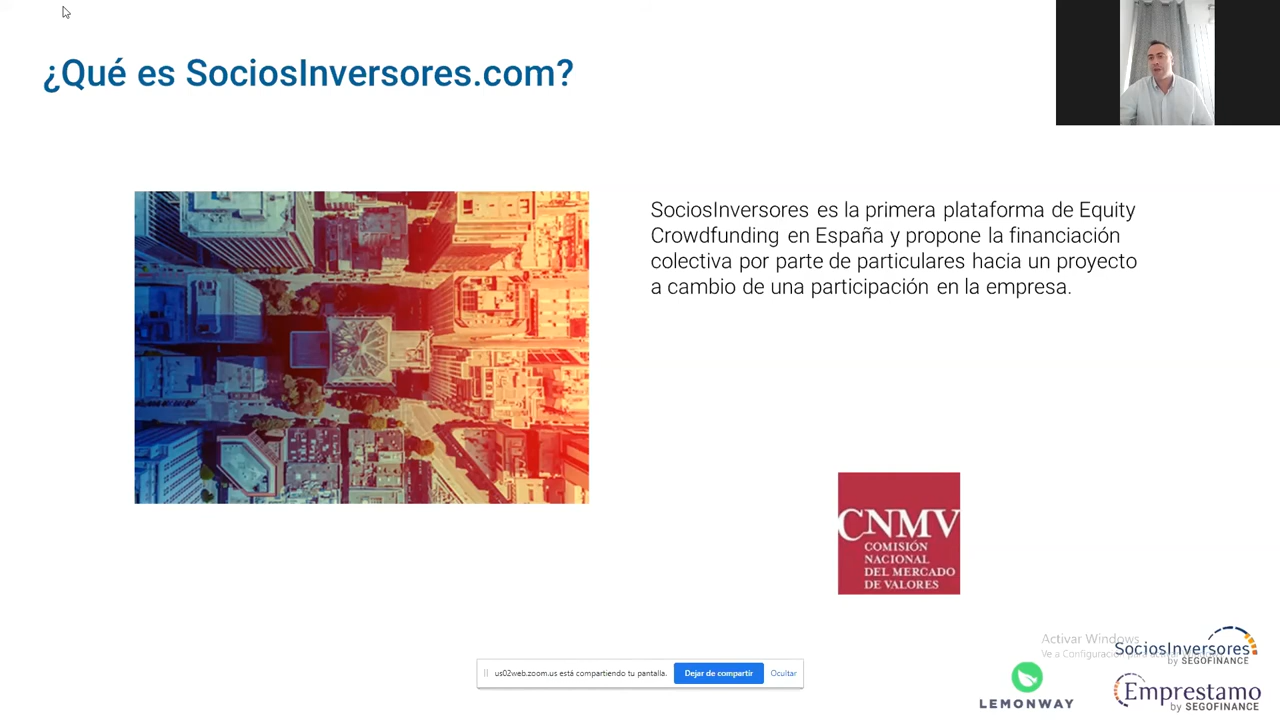 ¿Qué es SociosInversores.com?
SociosInversores es la primera plataforma de Equity
Crowdfunding en España y propone la financiación
colectiva por parte de particulares hacia un proyecto
a cambio de una participación en la empresa.
CNMV
COMISIÓN
NACIONAL
DEL MERCADO
DE VALORES
Activar Windows
Ve a Configuración para
SociosInversores
by SEGOFINANCE
us02web.zoom.us está compartiendo tu pantalla.
Dejar de compartir
Ocultar
LEMONWAY
Emprestamo
by SEGOFINANCE